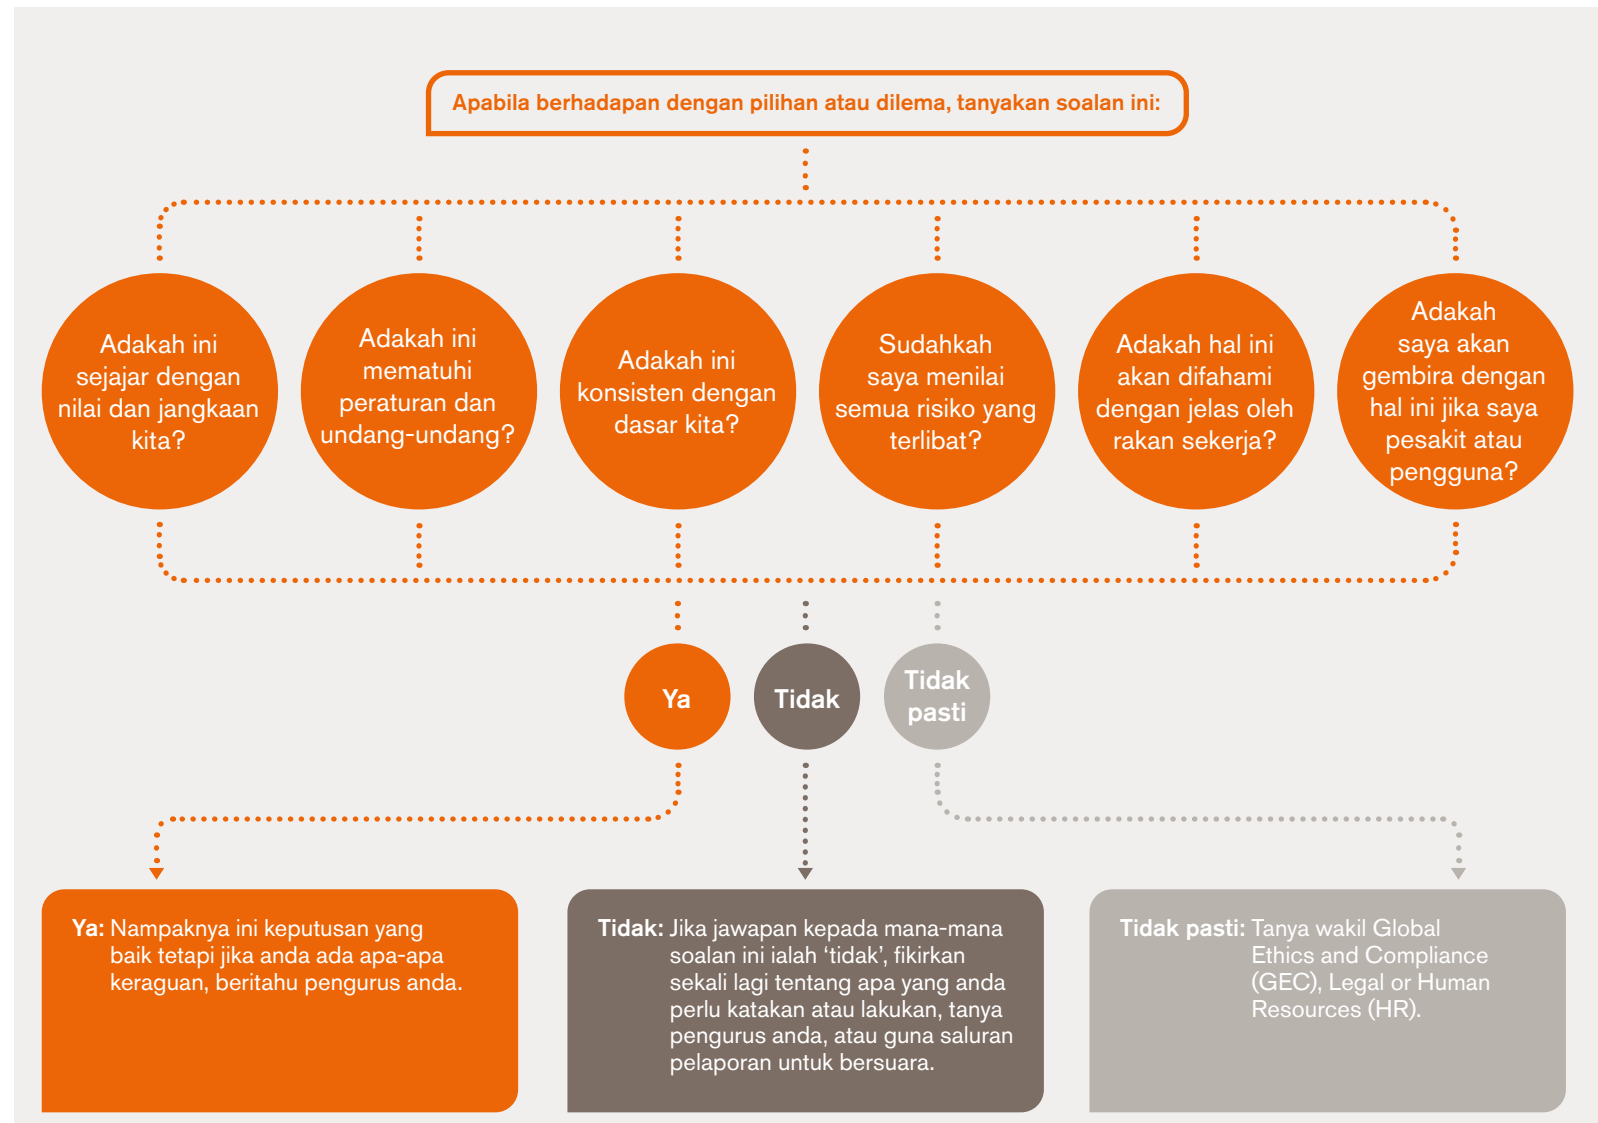 Apabila berhadapan dengan pilihan atau dilema, tanyakan soalan ini:
Adakah ini
sejajar dengan
nilai dan jangkaan
kita?
Adakah ini
mematuhi
peraturan dan
undang-undang?
Adakah ini
konsisten dengan
dasar kita?
Sudahkah
saya menilai
semua risiko yang
terlibat?
Adakah hal ini
akan difahami
dengan jelas oleh
rakan sekerja?
Adakah
saya akan
gembira dengan
hal ini jika saya
pesakit atau
pengguna?
Ya
Tidak
Tidak
pasti
Ya: Nampaknya ini keputusan yang
baik tetapi jika anda ada apa-apa
keraguan, beritahu pengurus anda.
Tidak: Jika jawapan kepada mana-mana
soalan ini ialah ‘tidak’, fikirkan
sekali lagi tentang apa yang anda
perlu katakan atau lakukan, tanya
pengurus anda, atau guna saluran
pelaporan untuk bersuara.
Tidak pasti: Tanya wakil Global
Ethics and Compliance
(GEC), Legal or Human
Resources (HR).